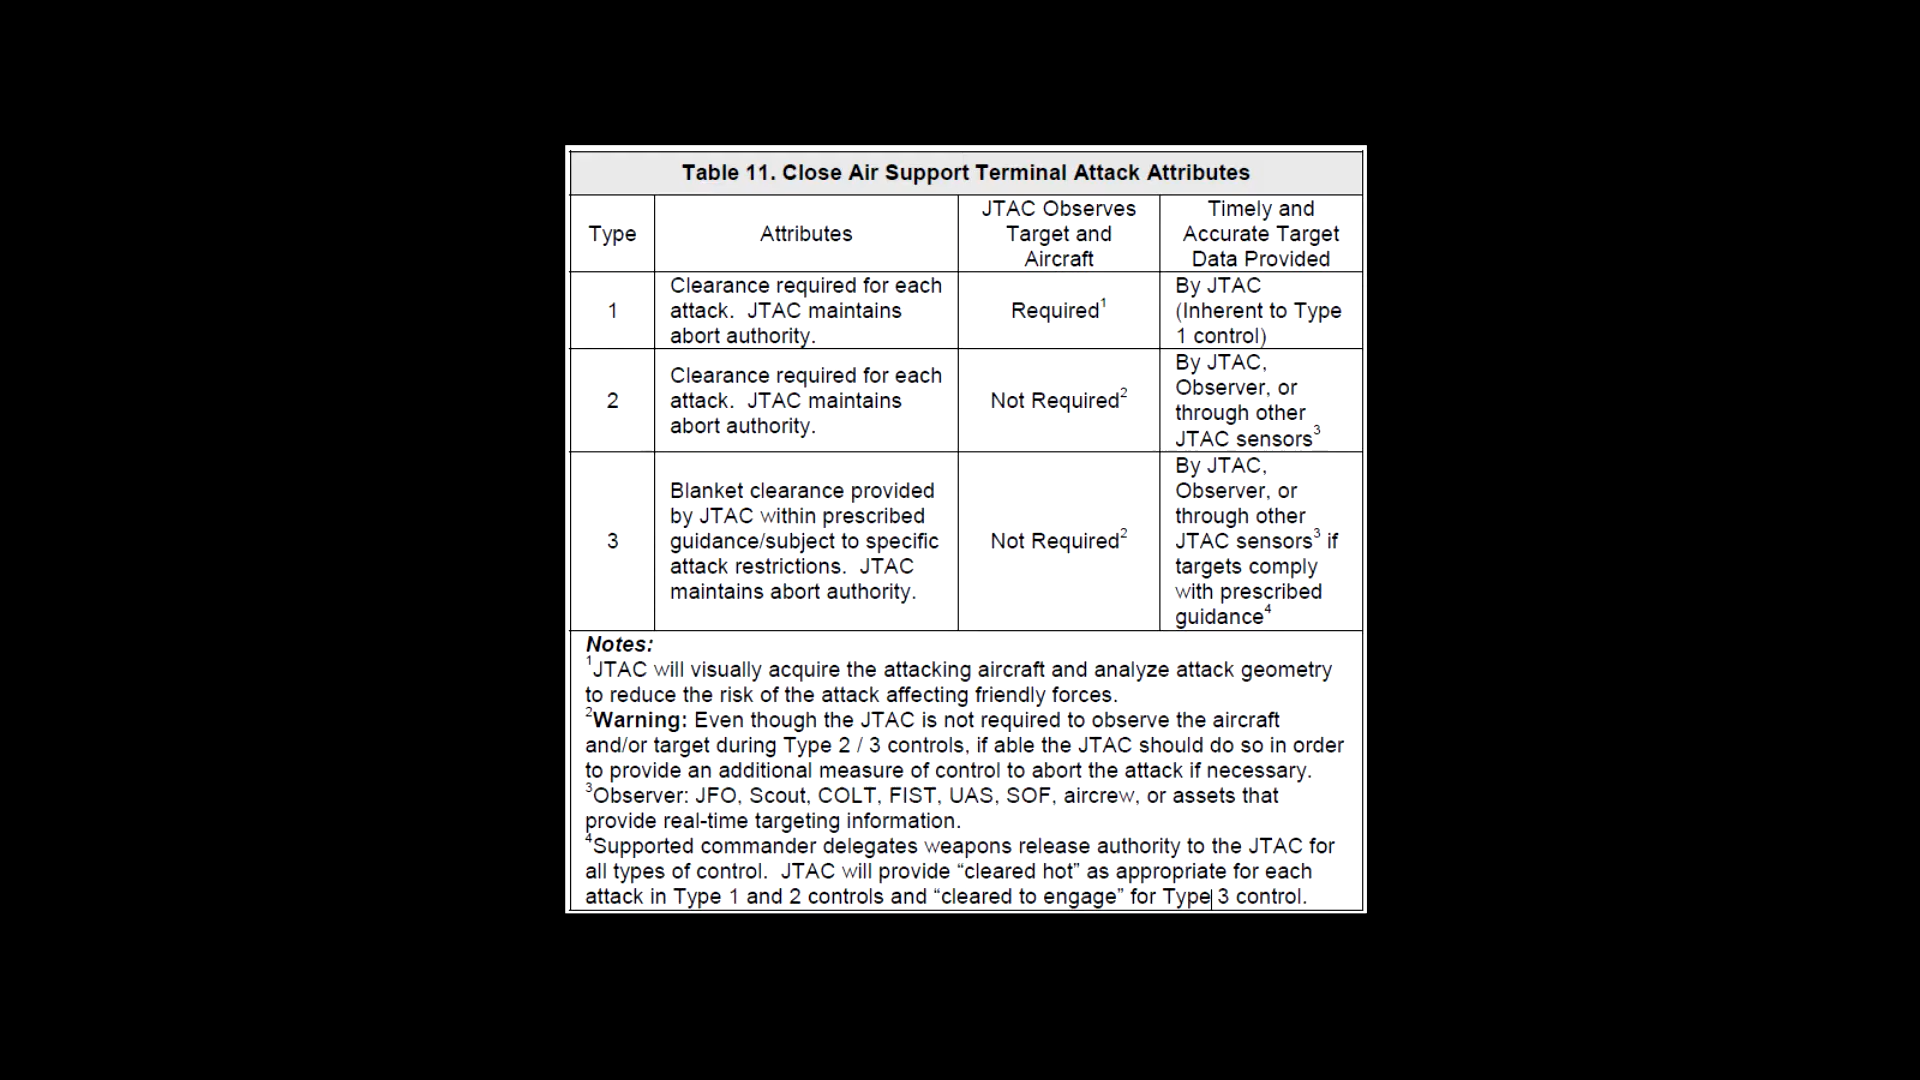 Table 11. Close Air Support Terminal Attack Attributes
Type
Attributes
JTAC Observes
Target and
Aircraft
Timely and
Accurate Target
Data Provided
1
Clearance required for each
attack.  JTAC maintains
abort authority.
Required¹
By JTAC
(Inherent to Type
1 control)
2
Clearance required for each
attack.  JTAC maintains
abort authority.
Not Required²
By JTAC,
Observer, or
through other
JTAC sensors³
3
Blanket clearance provided
by JTAC within prescribed
guidance/subject to specific
attack restrictions.  JTAC
maintains abort authority.
Not Required²
By JTAC,
Observer, or
through other
JTAC sensors³ if
targets comply
with prescribed
guidance⁴
Notes:
¹JTAC will visually acquire the attacking aircraft and analyze attack geometry
to reduce the risk of the attack affecting friendly forces.
²Warning: Even though the JTAC is not required to observe the aircraft
and/or target during Type 2 / 3 controls, if able the JTAC should do so in order
to provide an additional measure of control to abort the attack if necessary.
³Observer: JFO, Scout, COLT, FIST, UAS, SOF, aircrew, or assets that
provide real-time targeting information.
⁴Supported commander delegates weapons release authority to the JTAC for
all types of control.  JTAC will provide “cleared hot” as appropriate for each
attack in Type 1 and 2 controls and “cleared to engage” for Type 3 control.